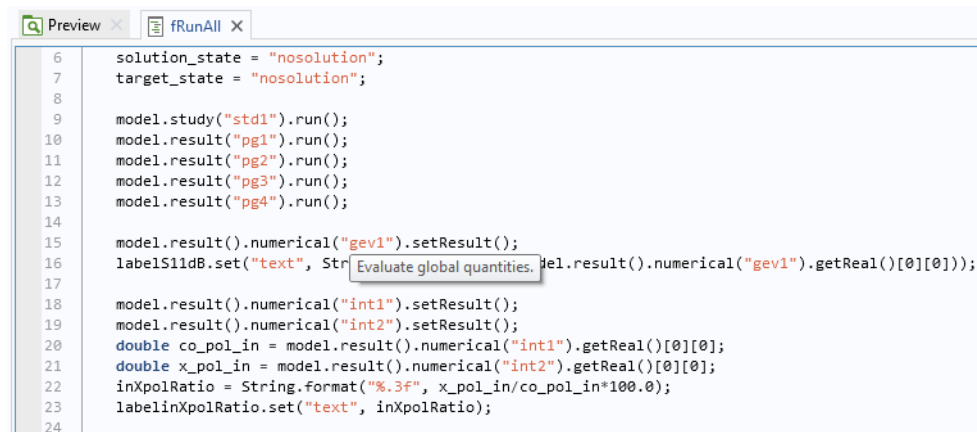 Preview
fRunAll
6 solution_state = "nosolution";
7 target_state = "nosolution";
8
9 model.study("std1").run();
10 model.result("pg1").run();
11 model.result("pg2").run();
12 model.result("pg3").run();
13 model.result("pg4").run();
14
15 model.result().numerical("gev1").setResult();
16 labelS11dB.set("text", Str Evaluate global quantities. del.result().numerical("gev1").getReal()[0][0]));
17
18 model.result().numerical("int1").setResult();
19 model.result().numerical("int2").setResult();
20 double co_pol_in = model.result().numerical("int1").getReal()[0][0];
21 double x_pol_in = model.result().numerical("int2").getReal()[0][0];
22 inXpolRatio = String.format("%.3f", x_pol_in/co_pol_in*100.0);
23 labelinXpolRatio.set("text", inXpolRatio);
24